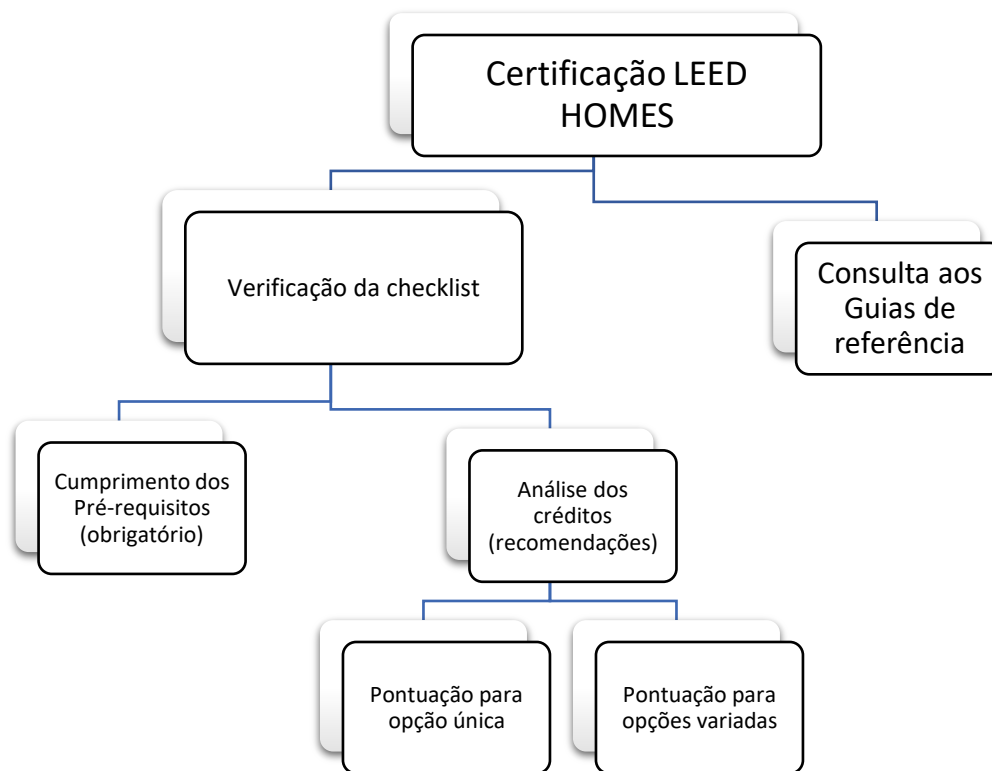 Certificação LEED
HOMES
Verificação da checklist
Consulta aos
Guias de
referência
Cumprimento dos
Pré-requisitos
(obrigatório)
Análise dos
créditos
(recomendações)
Pontuação para
opção única
Pontuação para
opções variadas